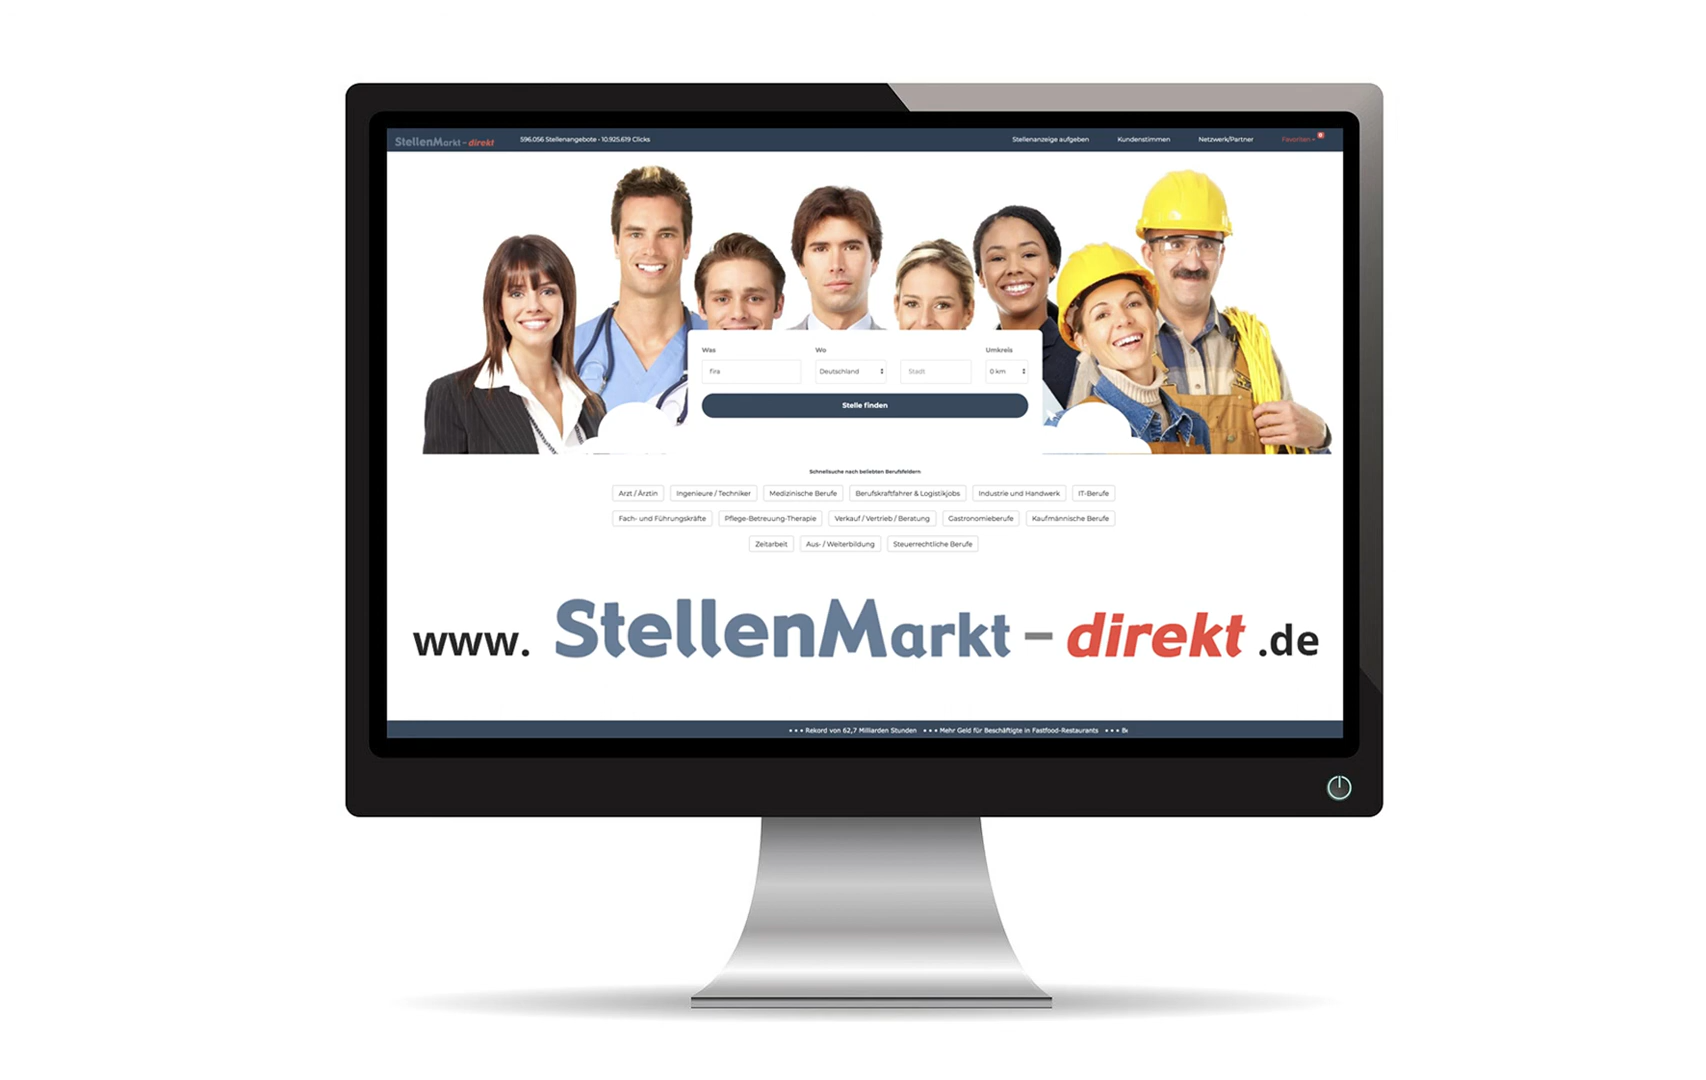 StellenMarkt - direkt 596.056 Stellenangebote • 10.925.619 Clicks Stellenanzeige aufgeben Kundenstimmen Netzwerk/Partner Favoriten
Was Wo Umkreis
fira Deutschland Stadt 0 km
Stelle finden
Schnellsuche nach beliebten Berufsfeldern
Arzt / Ärztin Ingenieure / Techniker Medizinische Berufe Berufskraftfahrer & Logistikjobs Industrie und Handwerk IT-Berufe
Fach- und Führungskräfte Pflege-Betreuung-Therapie Verkauf / Vertrieb / Beratung Gastronomieberufe Kaufmännische Berufe
Zeitarbeit Aus- / Weiterbildung Steuerrechtliche Berufe
www. StellenMarkt - direkt .de
• • • Rekord von 62,7 Milliarden Stunden • • • Mehr Geld für Beschäftigte in Fastfood-Restaurants • • •